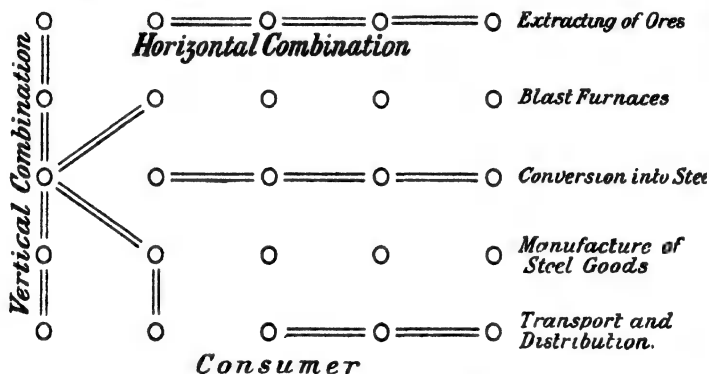 Extracting of Ores
Horizontal Combination
Vertical Combination
Blast Furnaces
Conversion into Stee
Manufacture of
Steel Goods
Transport and
Distribution.
Consumer